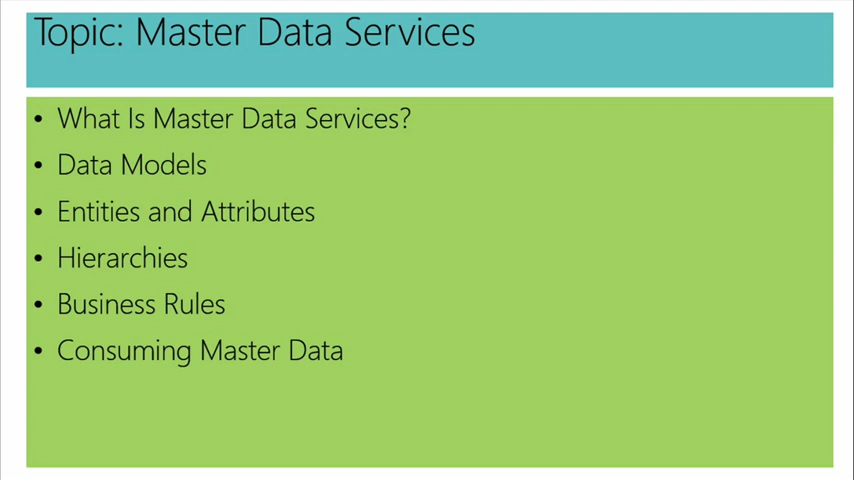 Topic: Master Data Services
• What Is Master Data Services?
• Data Models
• Entities and Attributes
• Hierarchies
• Business Rules
• Consuming Master Data